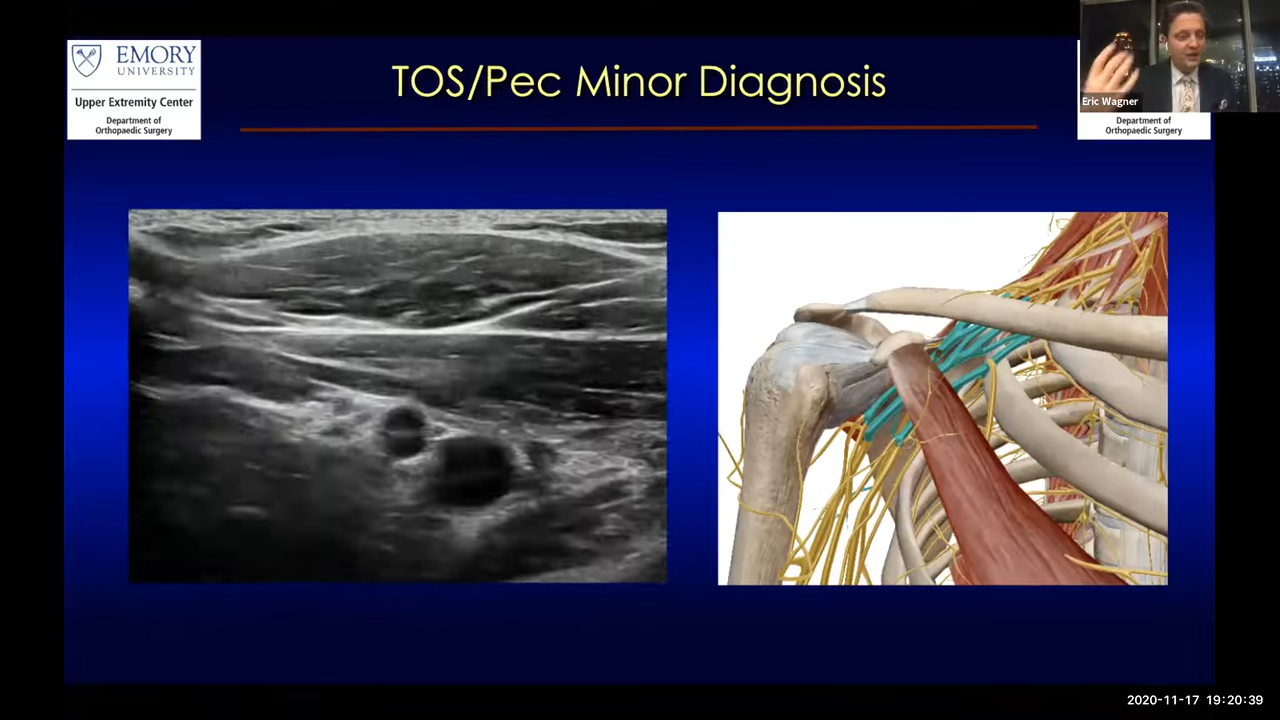 EMORY
UNIVERSITY
Upper Extremity Center
Department of
Orthopaedic Surgery
TOS/Pec Minor Diagnosis
Eric Wagner
Department of
Orthopaedic Surgery
2020-11-17 19:20:39